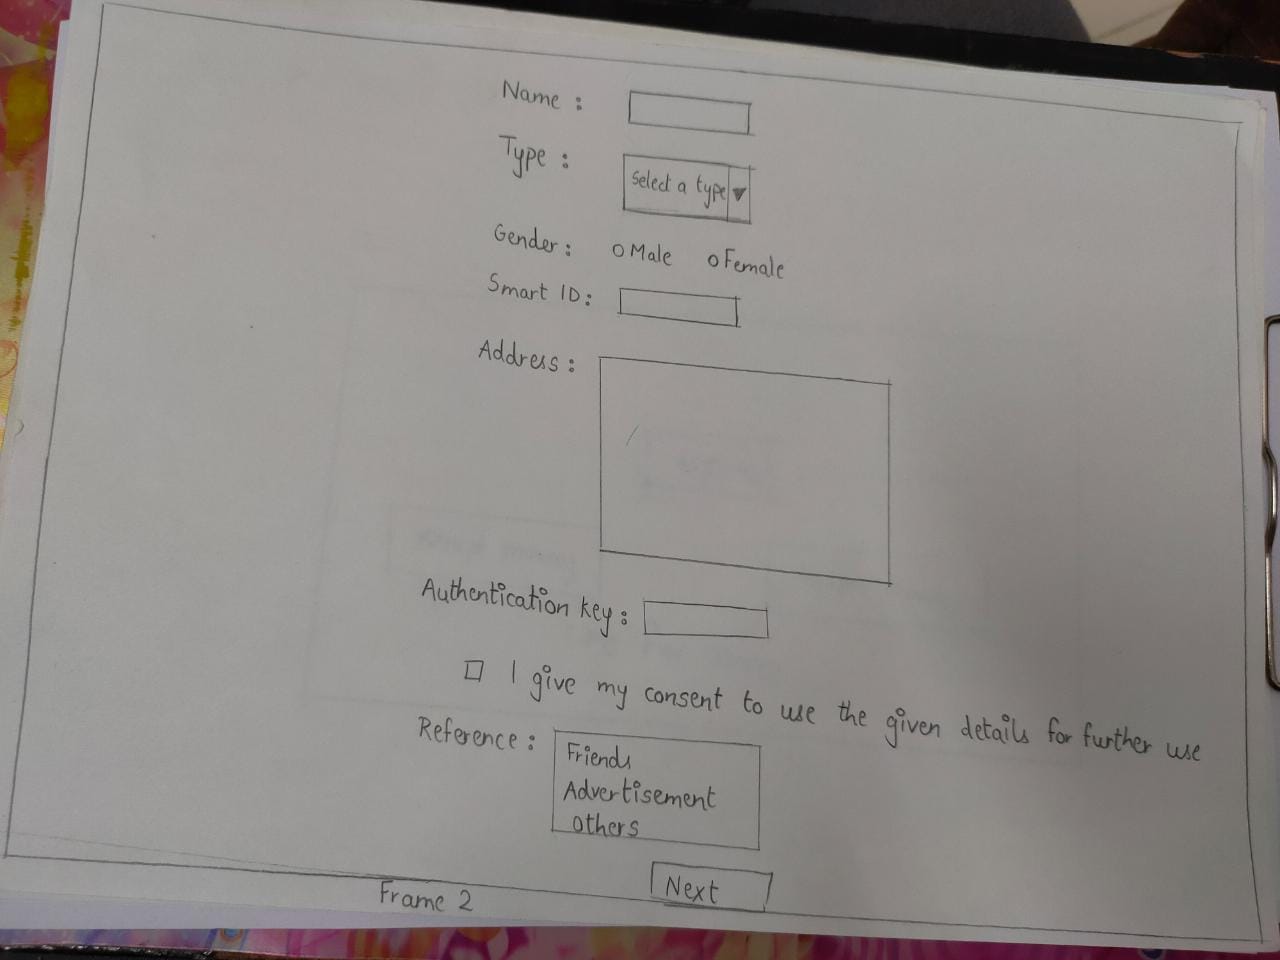 Name :
Type :
Select a type
Gender : Male Female
Smart ID :
Address :
Authentication key :
I give my consent to use the given details for further use
Reference :
Friends
Advertisement
others
Next
Frame 2